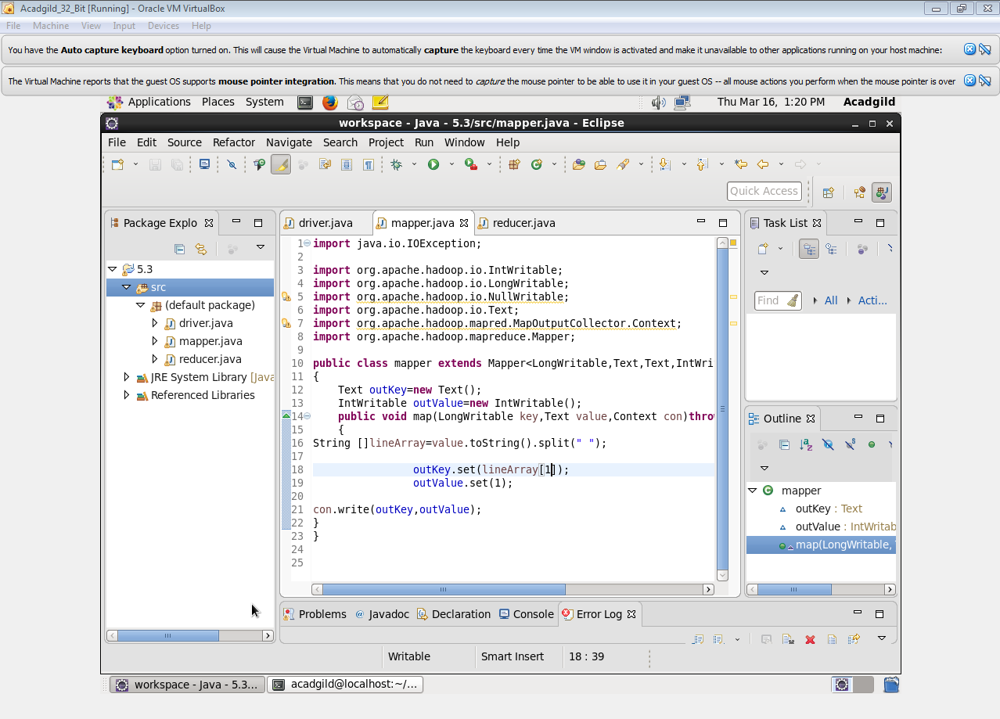 Acadgild_32_Bit [Running] - Oracle VM VirtualBox
File Machine View Input Devices Help
You have the Auto capture keyboard option turned on. This will cause the Virtual Machine to automatically capture the keyboard every time the VM window is activated and make it unavailable to other applications running on your host machine:
The Virtual Machine reports that the guest OS supports mouse pointer integration. This means that you do not need to capture the mouse pointer to be able to use it in your guest OS -- all mouse actions you perform when the mouse pointer is over
Applications Places System Thu Mar 16, 1:20 PM Acadgild
workspace - Java - 5.3/src/mapper.java - Eclipse
File Edit Source Refactor Navigate Search Project Run Window Help
Quick Access
Package Explo
5.3
src
(default package)
driver.java
mapper.java
reducer.java
JRE System Library [Java
Referenced Libraries
driver.java mapper.java reducer.java
1 import java.io.IOException;
2
3 import org.apache.hadoop.io.IntWritable;
4 import org.apache.hadoop.io.LongWritable;
5 import org.apache.hadoop.io.NullWritable;
6 import org.apache.hadoop.io.Text;
7 import org.apache.hadoop.mapred.MapOutputCollector.Context;
8 import org.apache.hadoop.mapreduce.Mapper;
9
10 public class mapper extends Mapper<LongWritable,Text,Text,IntWri
11 {
12 Text outKey=new Text();
13 IntWritable outValue=new IntWritable();
14 public void map(LongWritable key,Text value,Context con)throw
15 {
16 String []lineArray=value.toString().split(" ");
17
18 outKey.set(lineArray[1]);
19 outValue.set(1);
20
21 con.write(outKey,outValue);
22 }
23 }
24
25
Task List
Find All Acti...
Outline
mapper
outKey : Text
outValue : IntWritab
map(LongWritable,
Problems Javadoc Declaration Console Error Log
Writable Smart Insert 18 : 39
workspace - Java - 5.3... acadgild@localhost:~/...